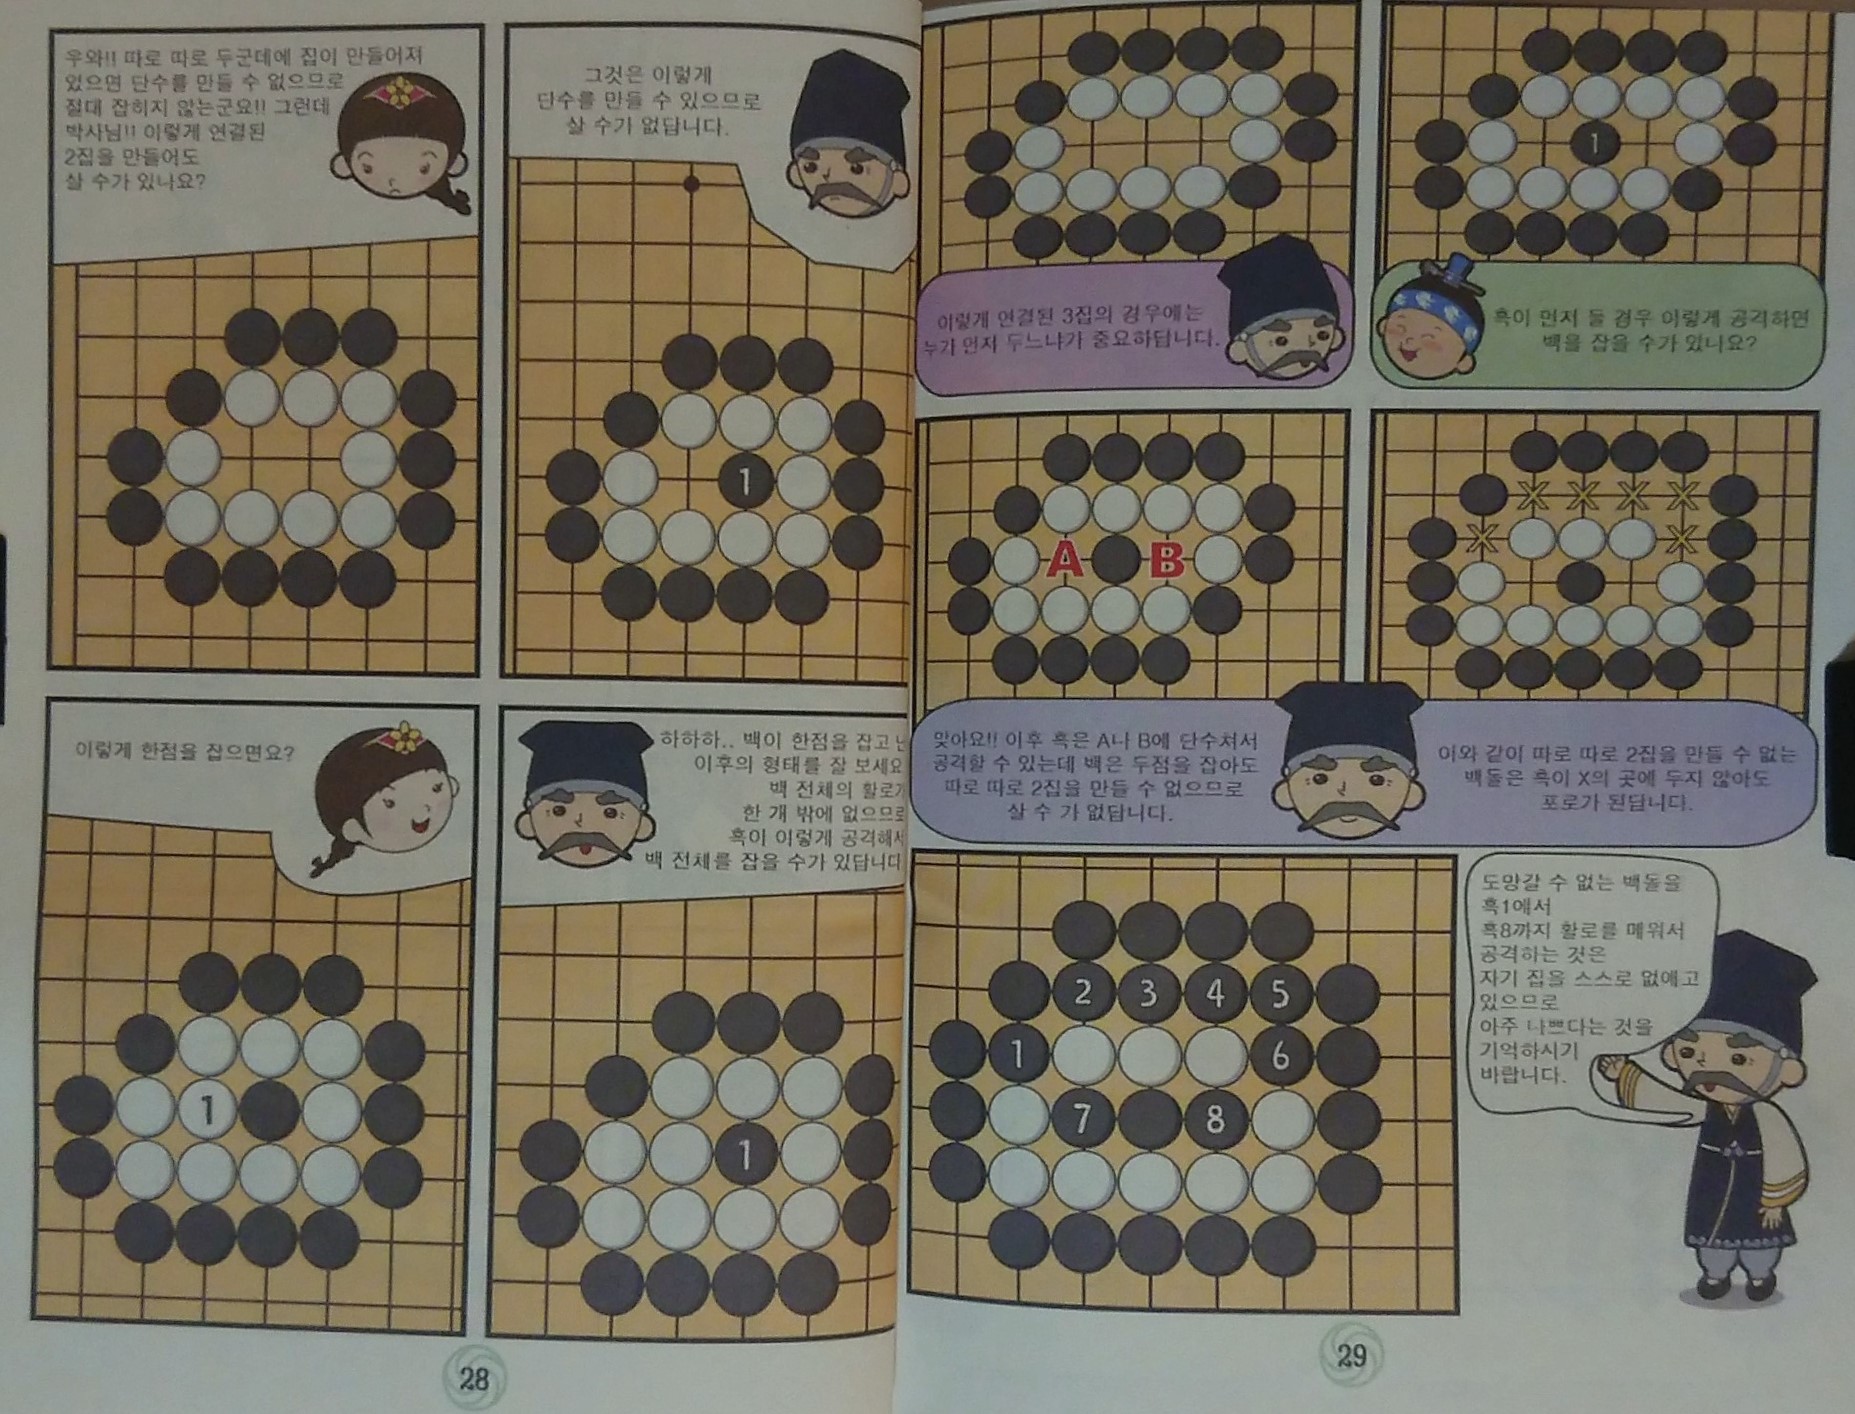 우와!! 따로 따로 두군데에 집이 만들어져
있으면 단수를 만들 수 없으므로
절대 잡히지 않는군요!! 그런데
박사님!! 이렇게 연결된
2집을 만들어도
살 수가 있나요?
그것은 이렇게
단수를 만들 수 있으므로
살 수가 없답니다.
1
이렇게 한점을 잡으면요?
1
하하하.. 백이 한점을 잡고 난
이후의 형태를 잘 보세요
백 전체의 활로가
한 개 밖에 없으므로
흑이 이렇게 공격해서
백 전체를 잡을 수가 있답니다
1
28
이렇게 연결된 3집의 경우에는
누가 먼저 두느냐가 중요하답니다.
1
흑이 먼저 둘 경우 이렇게 공격하면
백을 잡을 수가 있나요?
A B
맞아요!! 이후 흑은 A나 B에 단수쳐서
공격할 수 있는데 백은 두점을 잡아도
따로 따로 2집을 만들 수 없으므로
살 수 가 없답니다.
X X X X
X X
이와 같이 따로 따로 2집을 만들 수 없는
백돌은 흑이 X의 곳에 두지 않아도
포로가 된답니다.
2 3 4 5
1 6
7 8
도망갈 수 없는 백돌을
흑1에서
흑8까지 활로를 메워서
공격하는 것은
자기 집을 스스로 없애고
있으므로
아주 나쁘다는 것을
기억하시기
바랍니다.
29